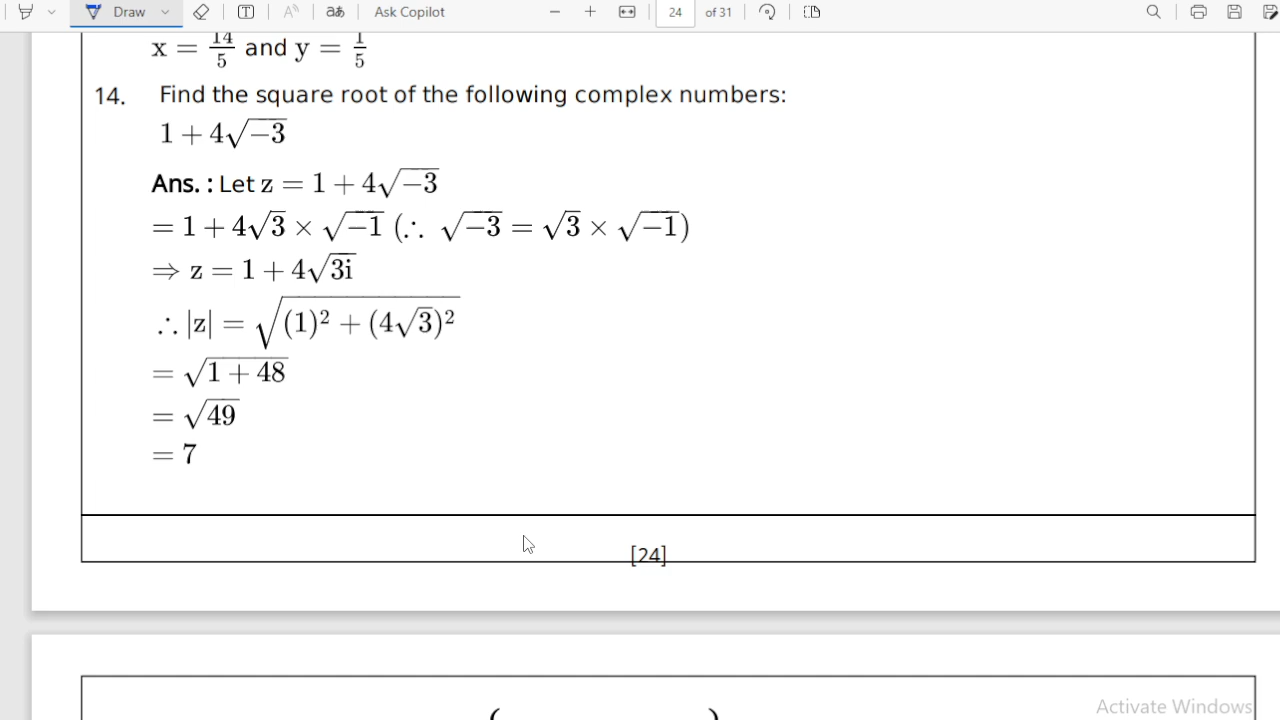 Draw A aあ Ask Copilot 24 of 31
x = 14/5 and y = 1/5
14. Find the square root of the following complex numbers:
1 + 4√−3
Ans. : Let z = 1 + 4√−3
= 1 + 4√3 × √−1 (∴ √−3 = √3 × √−1)
⇒ z = 1 + 4√3i
∴ |z| = √(1)² + (4√3)²
= √1 + 48
= √49
= 7
[24]
Activate Windows